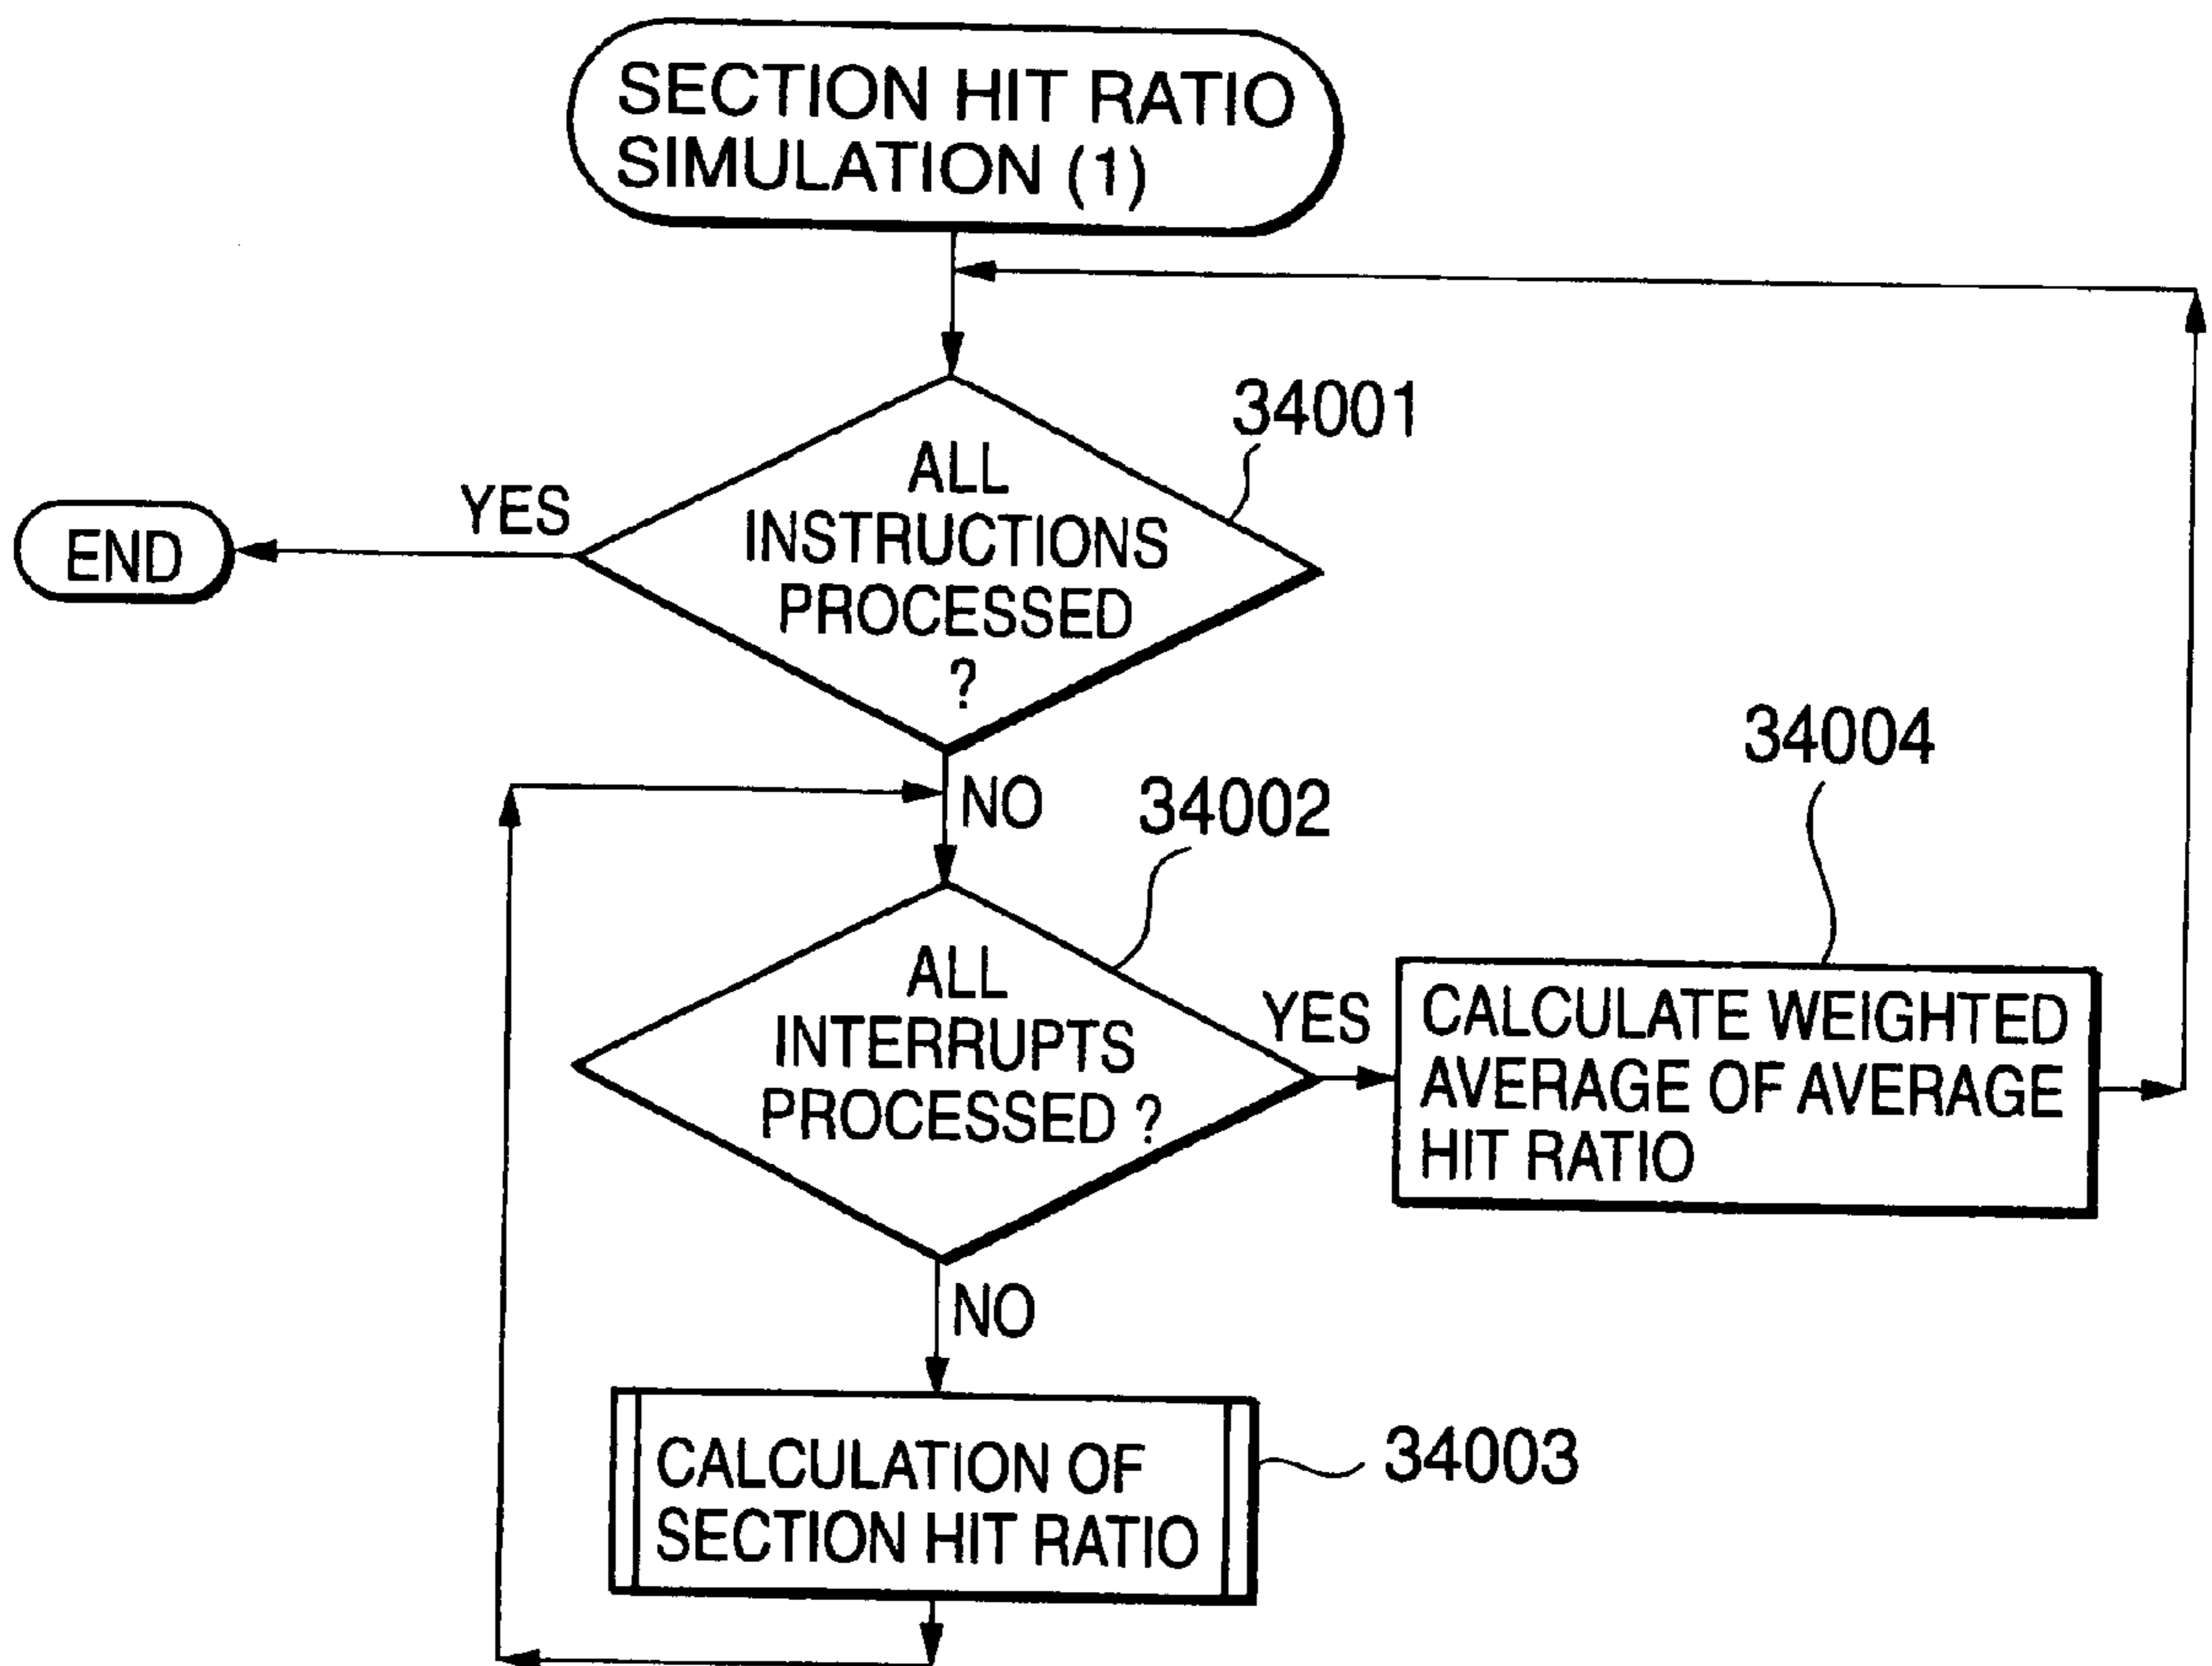 SECTION HIT RATIO
SIMULATION (1)
34001
ALL
INSTRUCTIONS
PROCESSED
?
YES
END
NO
34002
34004
ALL
INTERRUPTS
PROCESSED ?
YES
CALCULATE WEIGHTED
AVERAGE OF AVERAGE
HIT RATIO
NO
CALCULATION OF
SECTION HIT RATIO
34003